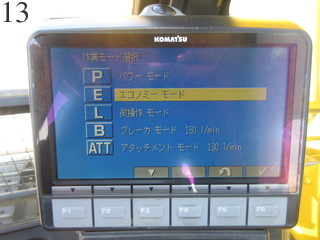 13
KOMATSU
作業モード選択
P パワー モード
E エコノミー モード
L 微操作 モード
B ブレーカ モード 160 l/min
ATT アタッチメント モード 130 l/min
F1 F2 F3 F4 F5 F6